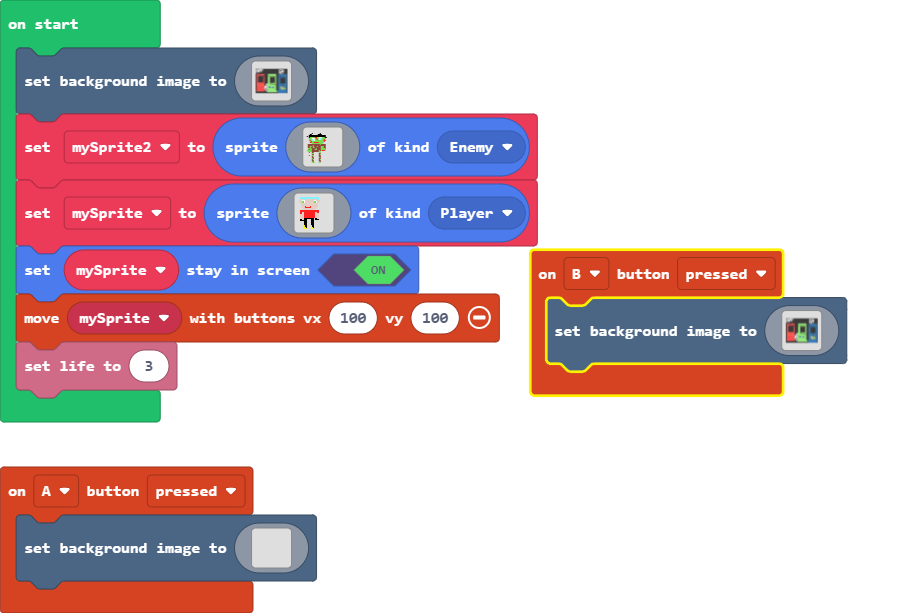 on start
set background image to
set mySprite2 to sprite of kind Enemy
set mySprite to sprite of kind Player
set mySprite stay in screen ON
move mySprite with buttons vx 100 vy 100
set life to 3
on B button pressed
set background image to
on A button pressed
set background image to